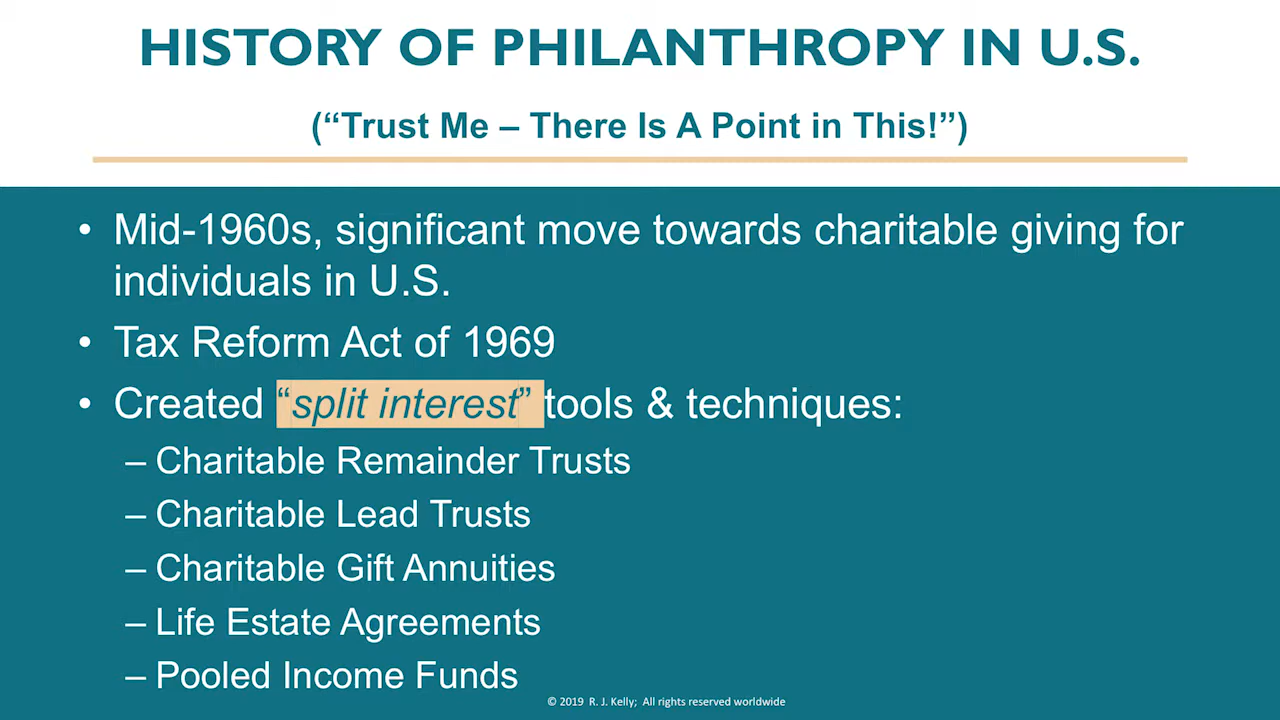 HISTORY OF PHILANTHROPY IN U.S.
(“Trust Me – There Is A Point in This!”)
• Mid-1960s, significant move towards charitable giving for
individuals in U.S.
• Tax Reform Act of 1969
• Created “split interest” tools & techniques:
– Charitable Remainder Trusts
– Charitable Lead Trusts
– Charitable Gift Annuities
– Life Estate Agreements
– Pooled Income Funds
© 2019 R. J. Kelly; All rights reserved worldwide